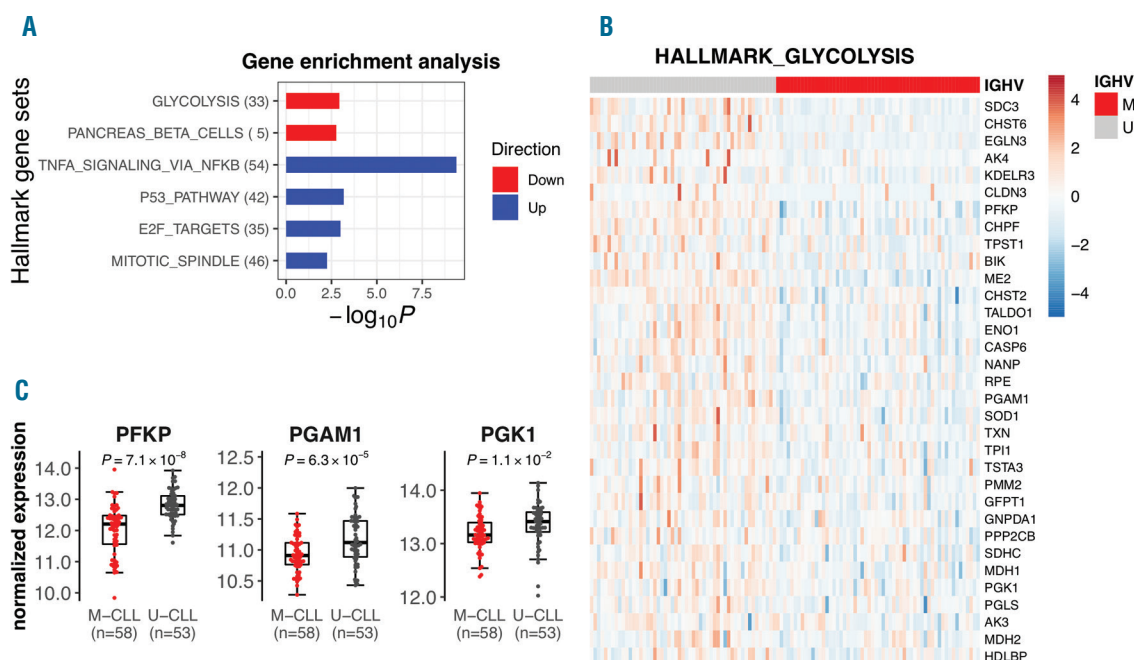 A
Gene enrichment analysis
Hallmark gene sets
GLYCOLYSIS (33)
PANCREAS_BETA_CELLS ( 5)
TNFA_SIGNALING_VIA_NFKB (54)
P53_PATHWAY (42)
E2F_TARGETS (35)
MITOTIC_SPINDLE (46)
0.0 2.5 5.0 7.5
−log10P
Direction
Down
Up
B
HALLMARK_GLYCOLYSIS
IGHV
SDC3
CHST6
EGLN3
AK4
KDELR3
CLDN3
PFKP
CHPF
TPST1
BIK
ME2
CHST2
TALDO1
ENO1
CASP6
NANP
RPE
PGAM1
SOD1
TXN
TPI1
TSTA3
PMM2
GFPT1
GNPDA1
PPP2CB
SDHC
MDH1
PGK1
PGLS
AK3
MDH2
HDLBP
4
2
0
−2
−4
IGHV
M
U
C
normalized expression
PFKP
P = 7.1 × 10−8
14.0
13.0
12.0
11.0
10.0
M−CLL U−CLL
(n=58) (n=53)
PGAM1
P = 6.3 × 10−5
12.5
12.0
11.5
11.0
10.5
M−CLL U−CLL
(n=58) (n=53)
PGK1
P = 1.1 × 10−2
14.0
13.0
12.0
M−CLL U−CLL
(n=58) (n=53)